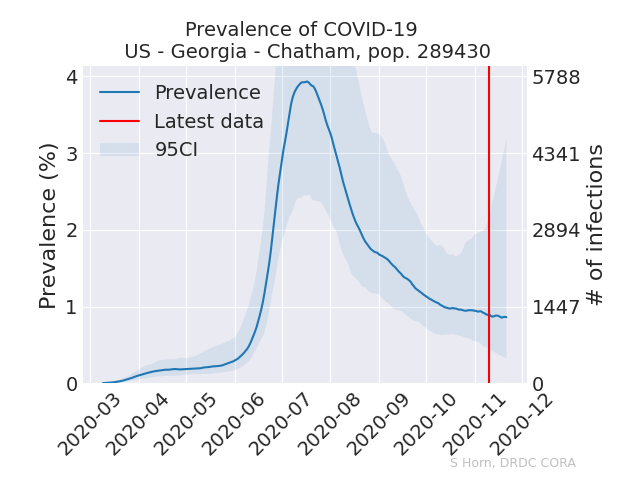 Prevalence of COVID-19
US - Georgia - Chatham, pop. 289430
Prevalence
Latest data
95CI
Prevalence (%)
4
3
2
1
0
5788
4341
2894
1447
0
# of infections
2020-03
2020-04
2020-05
2020-06
2020-07
2020-08
2020-09
2020-10
2020-11
2020-12
S Horn, DRDC CORA